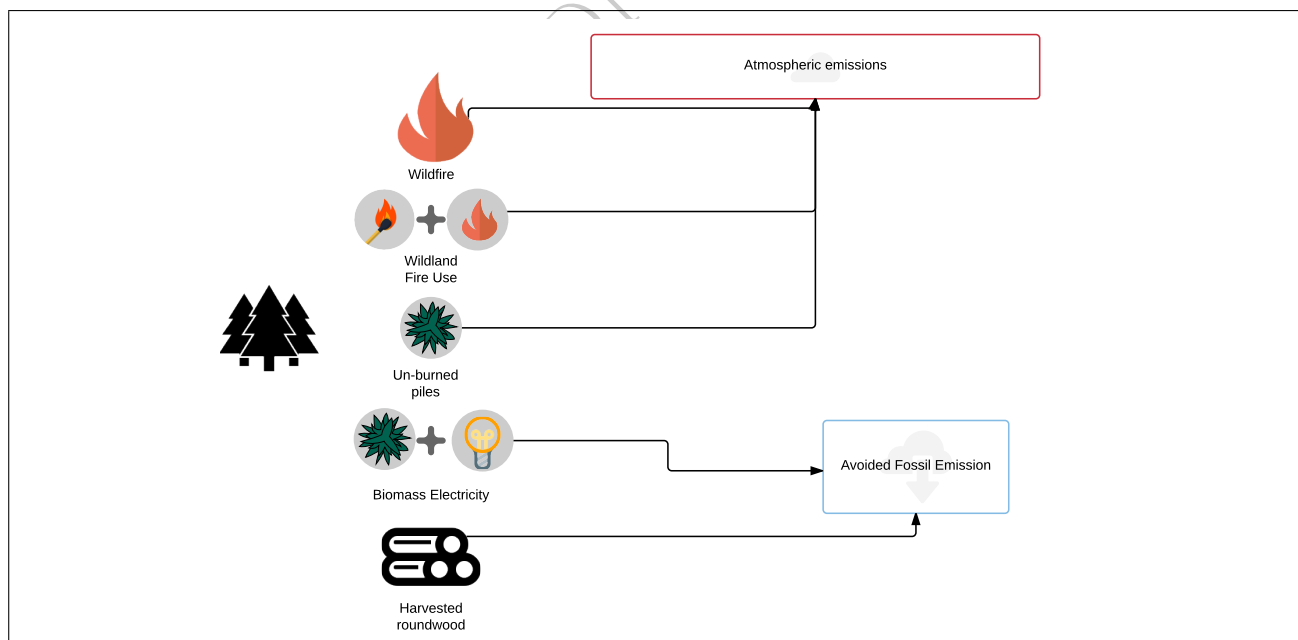 Atmospheric emissions
Wildfire
Wildland
Fire Use
Un-burned
piles
Biomass Electricity
Avoided Fossil Emission
Harvested
roundwood